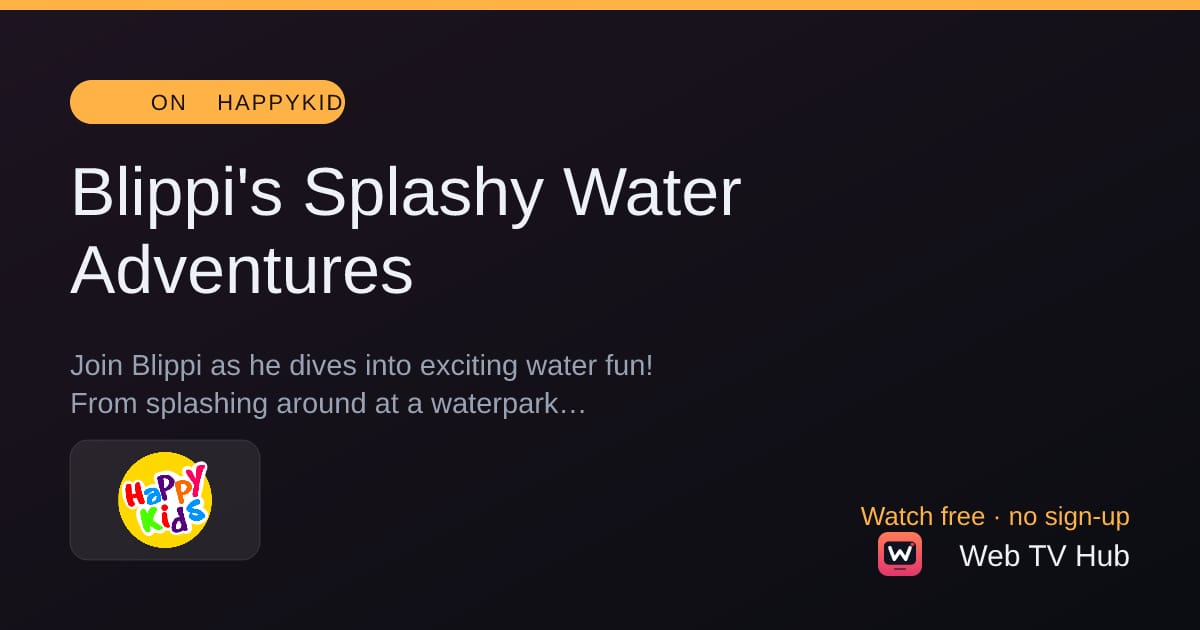 ON HAPPYKID
Blippi's Splashy Water
Adventures
Join Blippi as he dives into exciting water fun!
From splashing around at a waterpark…
HaPPY
Kids
Watch free · no sign-up
W
Web TV Hub